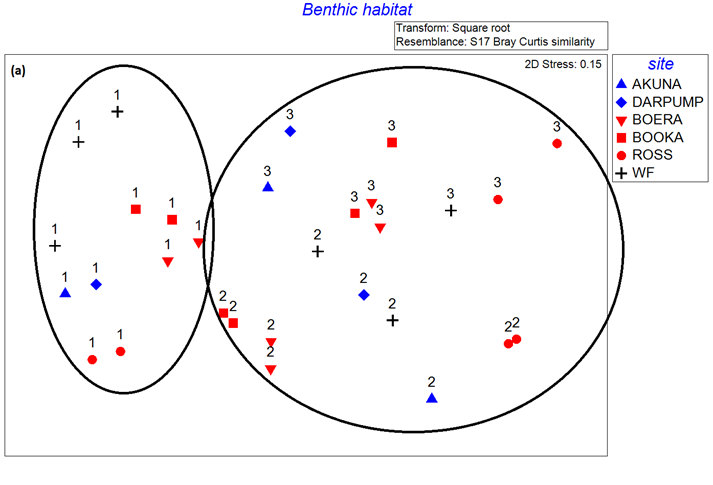 Benthic habitat
Transform: Square root
Resemblance: S17 Bray Curtis similarity
(a)
2D Stress: 0.15
site
AKUNA
DARPUMP
BOERA
BOOKA
ROSS
WF
1
1
3
3
3
3
3
3
3
3
1
1
1
1
1
2
1
1
2
2
2
2
1
1
2
2
2
2
2